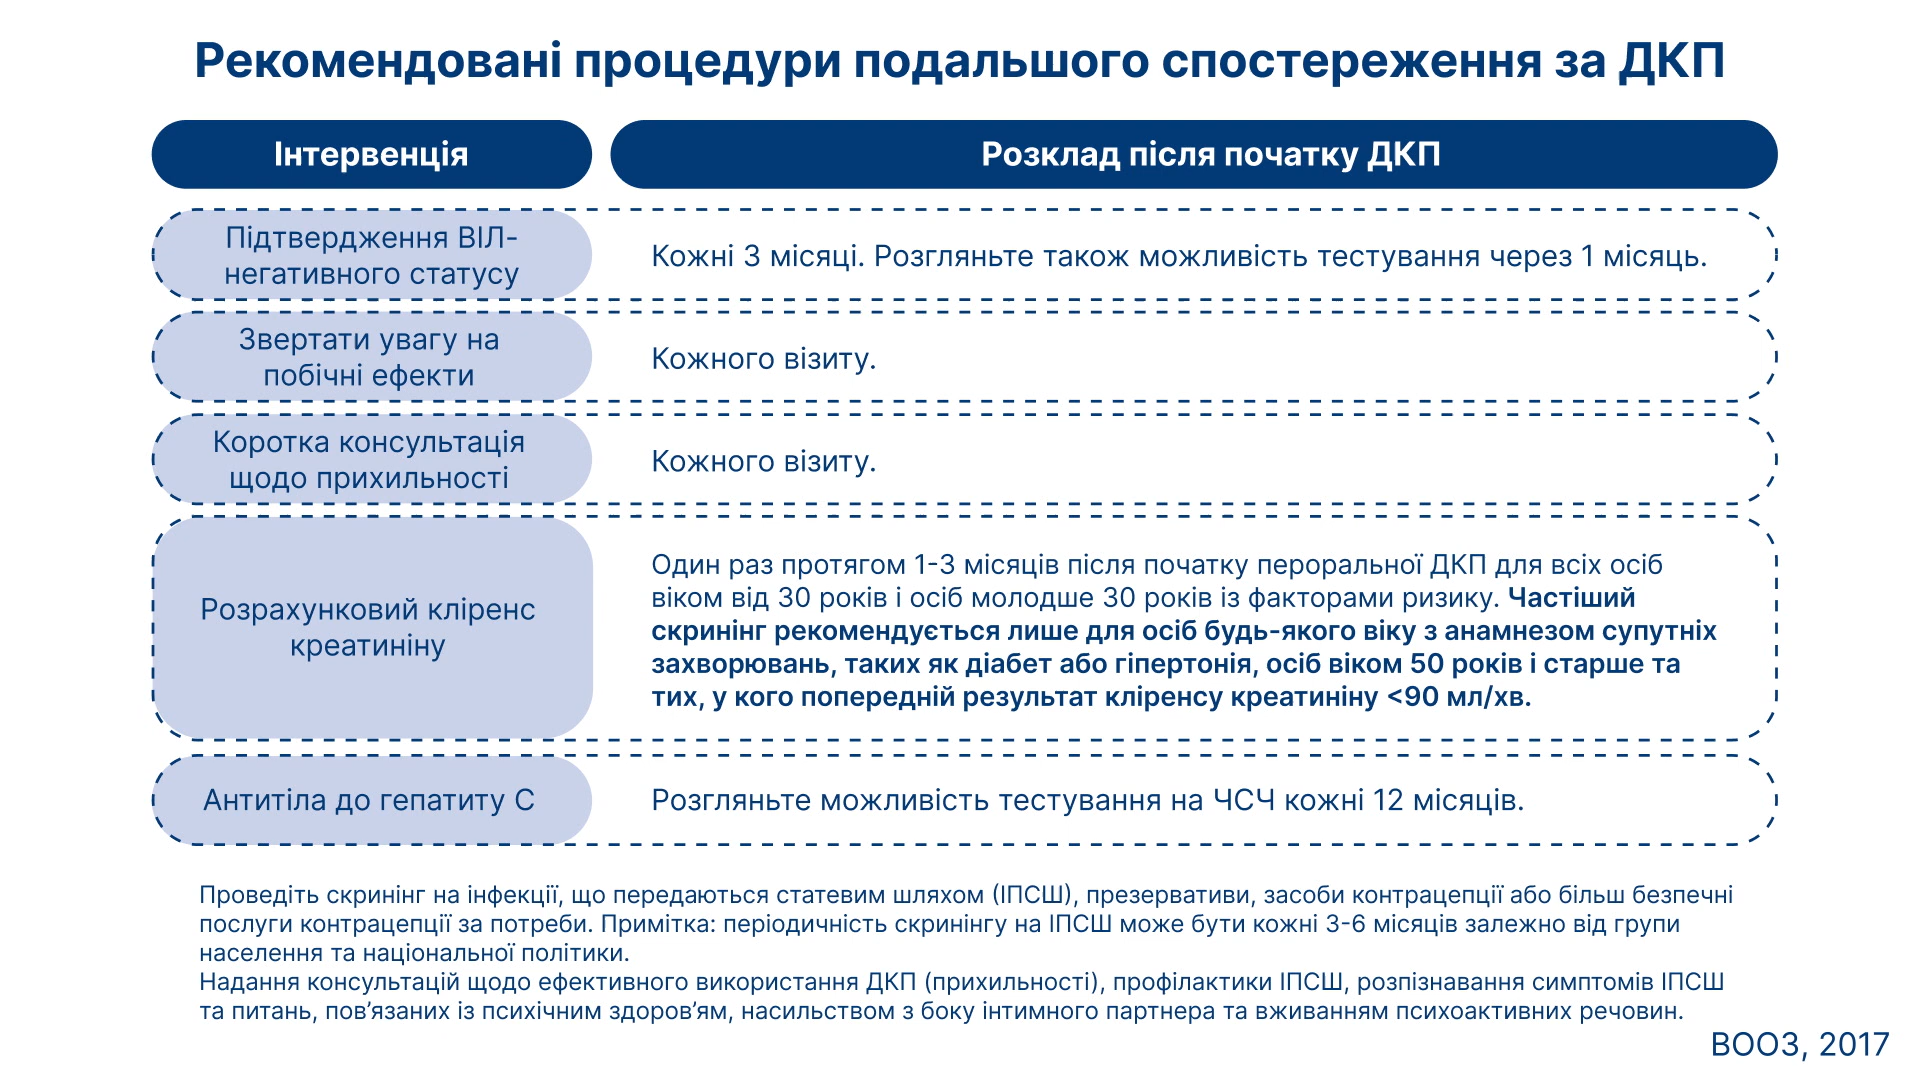 Рекомендовані процедури подальшого спостереження за ДКП
Інтервенція
Розклад після початку ДКП
Підтвердження ВІЛ-
негативного статусу
Кожні 3 місяці. Розгляньте також можливість тестування через 1 місяць.
Звертати увагу на
побічні ефекти
Кожного візиту.
Коротка консультація
щодо прихильності
Кожного візиту.
Розрахунковий кліренс
креатиніну
Один раз протягом 1-3 місяців після початку пероральної ДКП для всіх осіб
віком від 30 років і осіб молодше 30 років із факторами ризику. Частіший
скринінг рекомендується лише для осіб будь-якого віку з анамнезом супутніх
захворювань, таких як діабет або гіпертонія, осіб віком 50 років і старше та
тих, у кого попередній результат кліренсу креатиніну <90 мл/хв.
Антитіла до гепатиту С
Розгляньте можливість тестування на ЧСЧ кожні 12 місяців.
Проведіть скринінг на інфекції, що передаються статевим шляхом (ІПСШ), презервативи, засоби контрацепції або більш безпечні
послуги контрацепції за потреби. Примітка: періодичність скринінгу на ІПСШ може бути кожні 3-6 місяців залежно від групи
населення та національної політики.
Надання консультацій щодо ефективного використання ДКП (прихильності), профілактики ІПСШ, розпізнавання симптомів ІПСШ
та питань, пов’язаних із психічним здоров’ям, насильством з боку інтимного партнера та вживанням психоактивних речовин.
ВООЗ, 2017